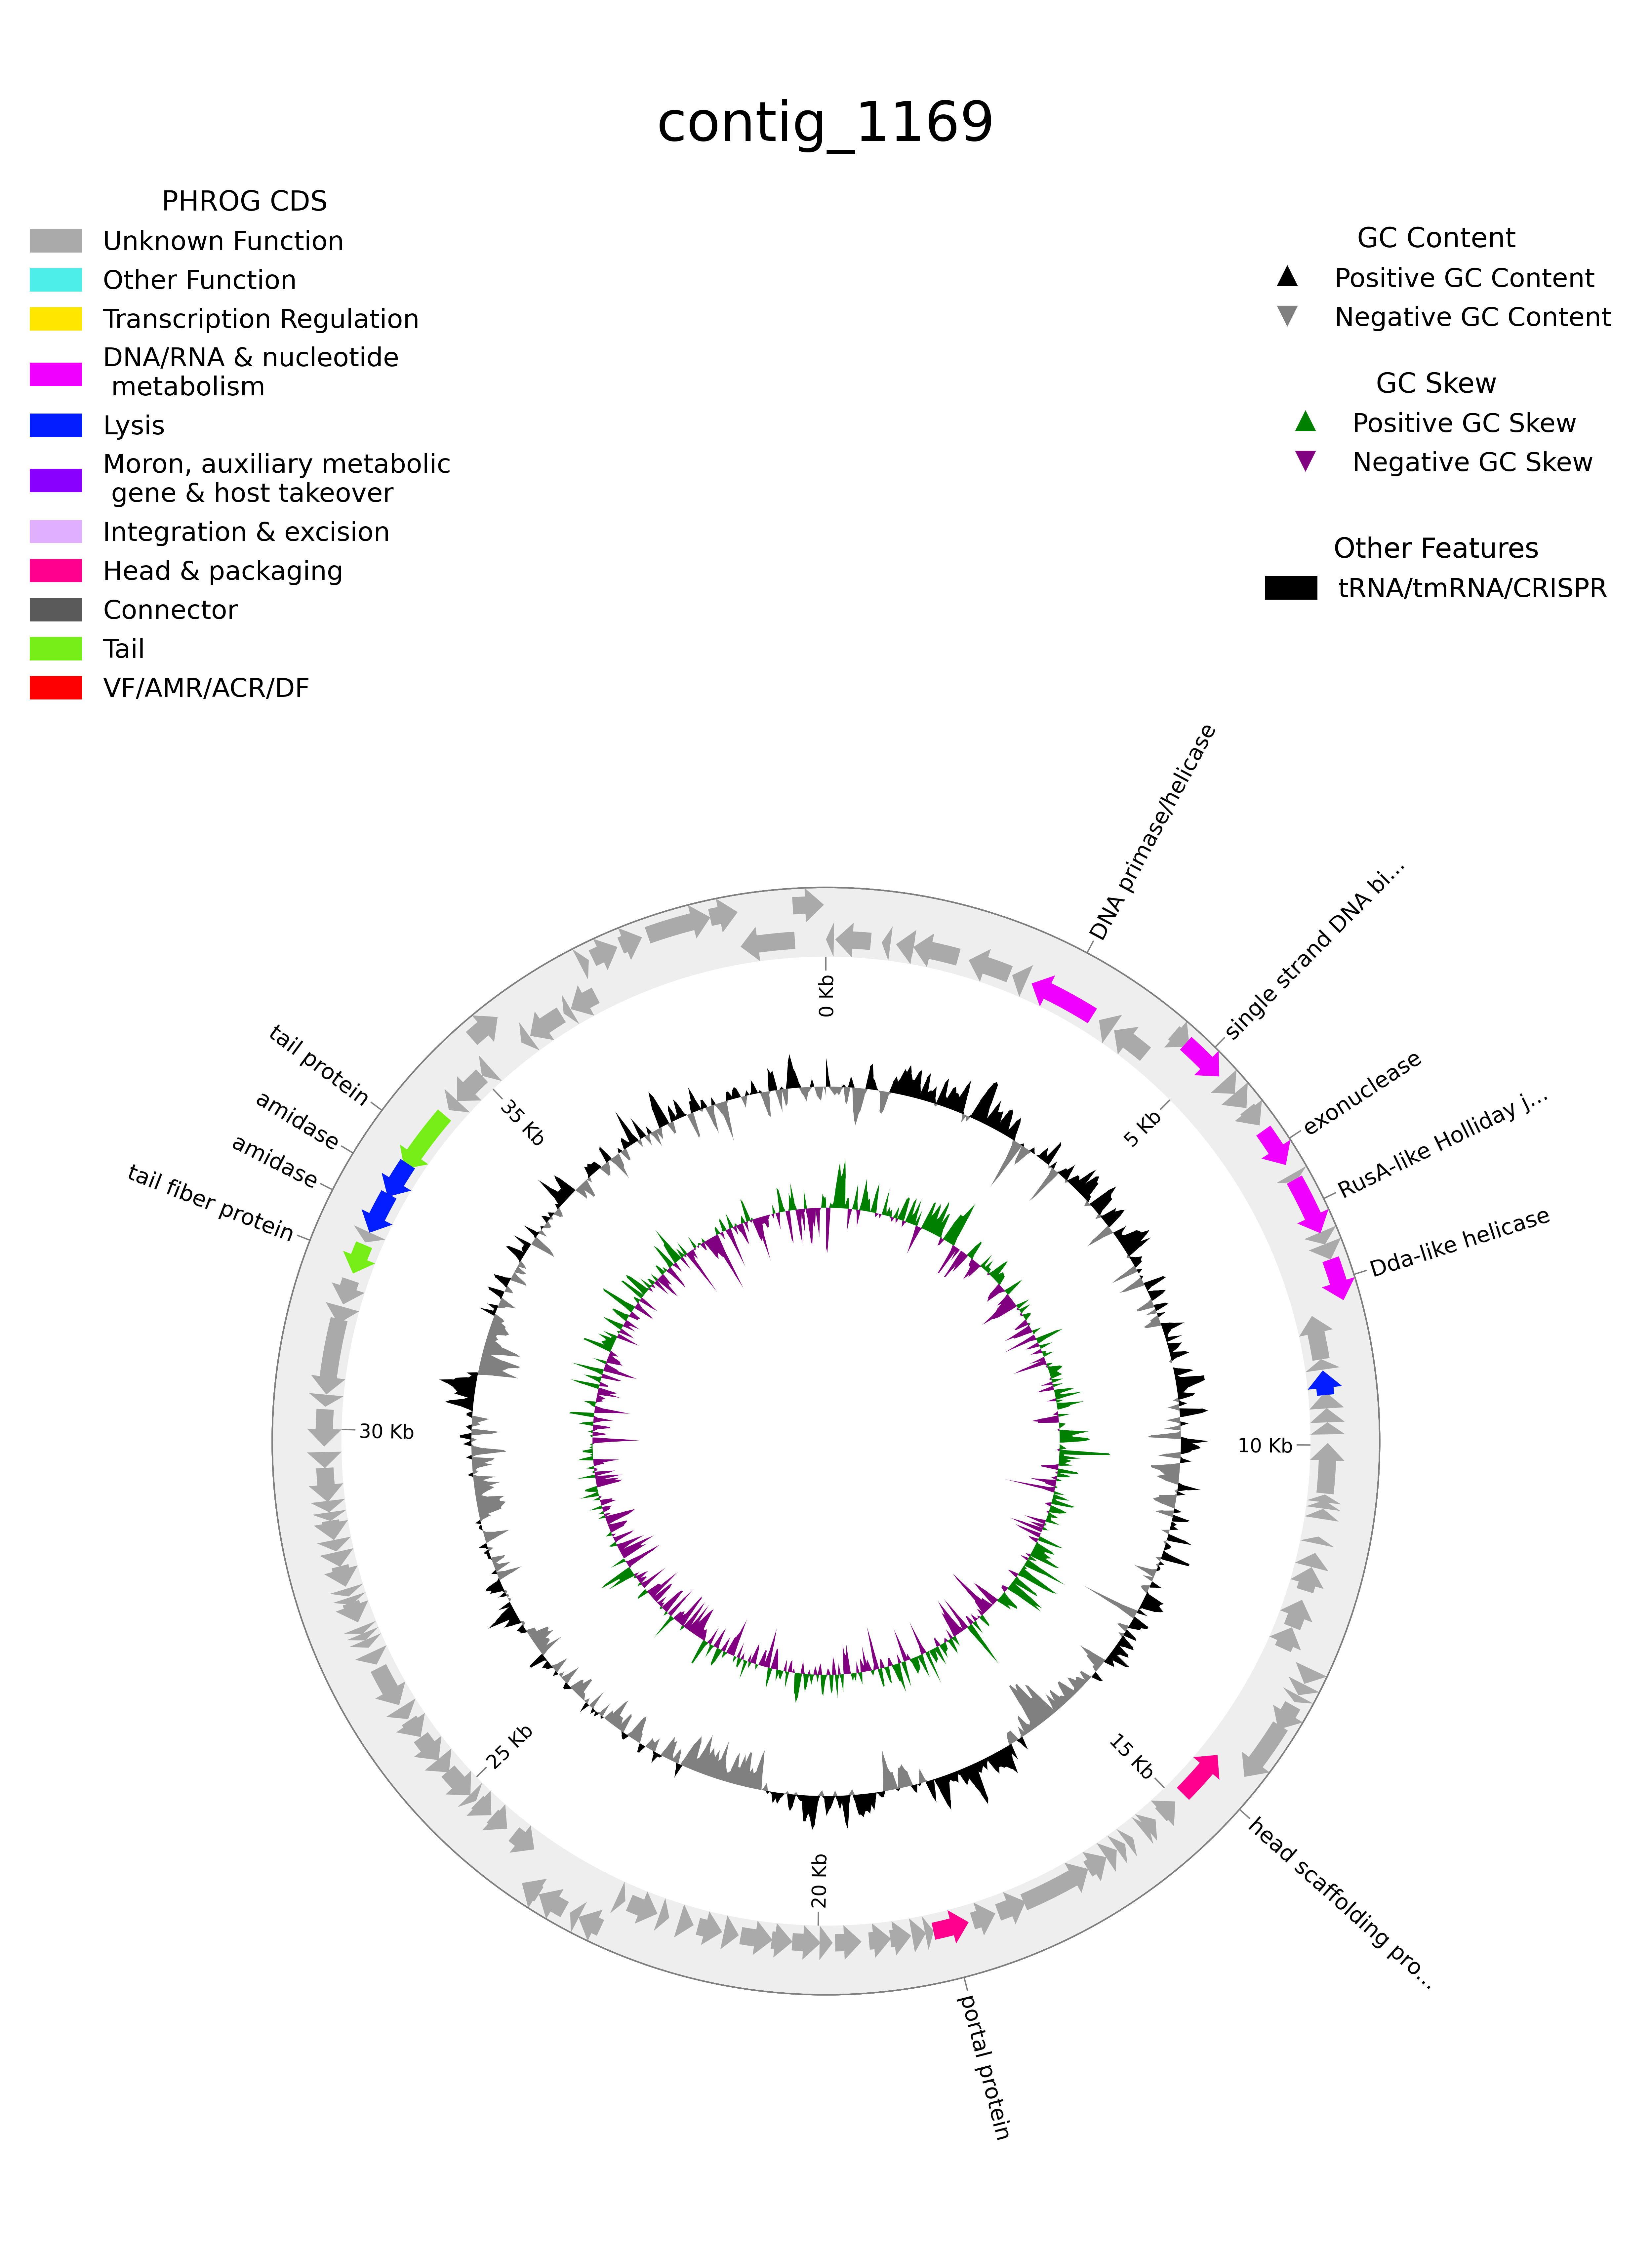 contig_1169
PHROG CDS
Unknown Function
Other Function
Transcription Regulation
DNA/RNA & nucleotide
metabolism
Lysis
Moron, auxiliary metabolic
gene & host takeover
Integration & excision
Head & packaging
Connector
Tail
VF/AMR/ACR/DF
GC Content
Positive GC Content
Negative GC Content
GC Skew
Positive GC Skew
Negative GC Skew
Other Features
tRNA/tmRNA/CRISPR
DNA primase/helicase
single strand DNA bi...
exonuclease
RusA-like Holliday j...
Dda-like helicase
head scaffolding pro...
portal protein
tail fiber protein
amidase
amidase
tail protein
0 Kb
5 Kb
10 Kb
15 Kb
20 Kb
25 Kb
30 Kb
35 Kb